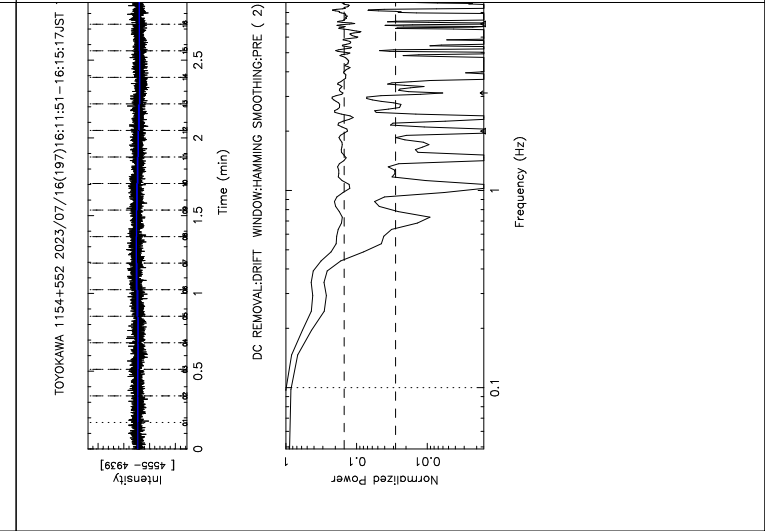 TOYOKAWA 1154+552 2023/07/16(197)16:11:51-16:15:17JST
Intensity
[ 4555- 4939]
0 0.5 1 1.5 2 2.5
Time (min)
DC REMOVAL:DRIFT WINDOW:HAMMING SMOOTHING:PRE ( 2)
Normalized Power
1 0.1 0.01
0.1 1
Frequency (Hz)